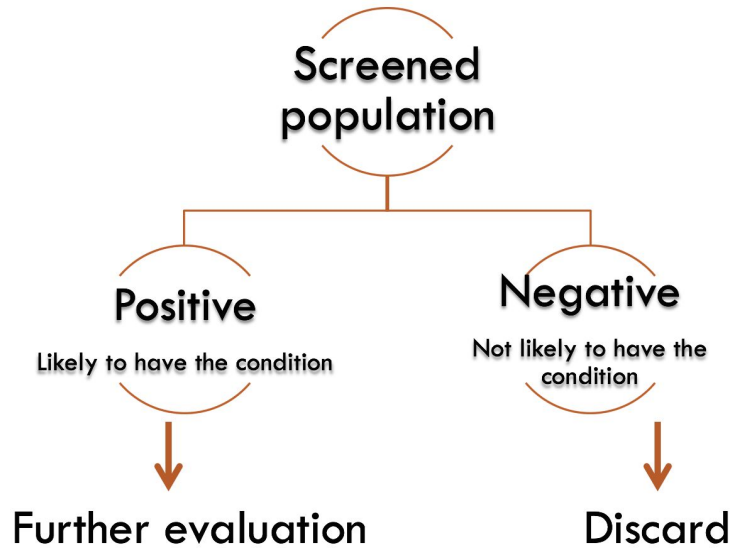 Screened
population
Positive
Likely to have the condition
Negative
Not likely to have the
condition
Further evaluation
Discard